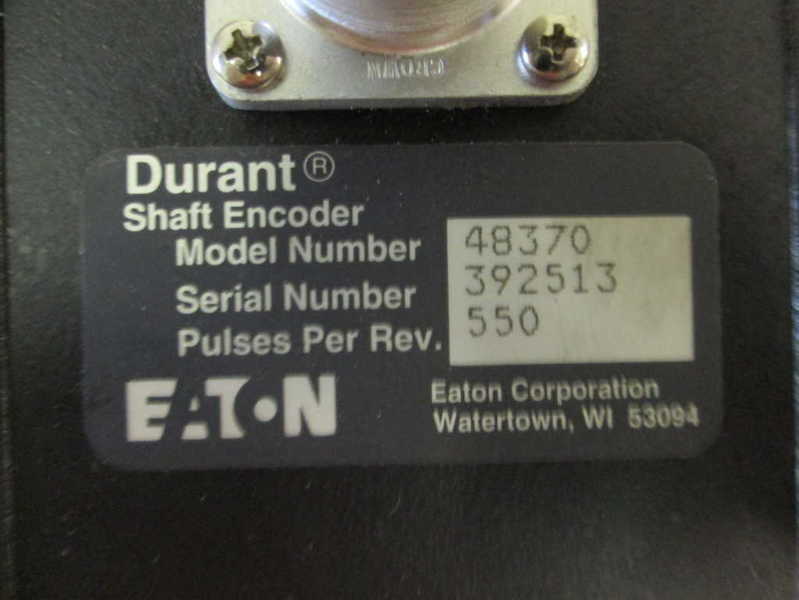 Durant®
Shaft Encoder
Model Number 48370
Serial Number 392513
Pulses Per Rev. 550
EATON
Eaton Corporation
Watertown, WI 53094